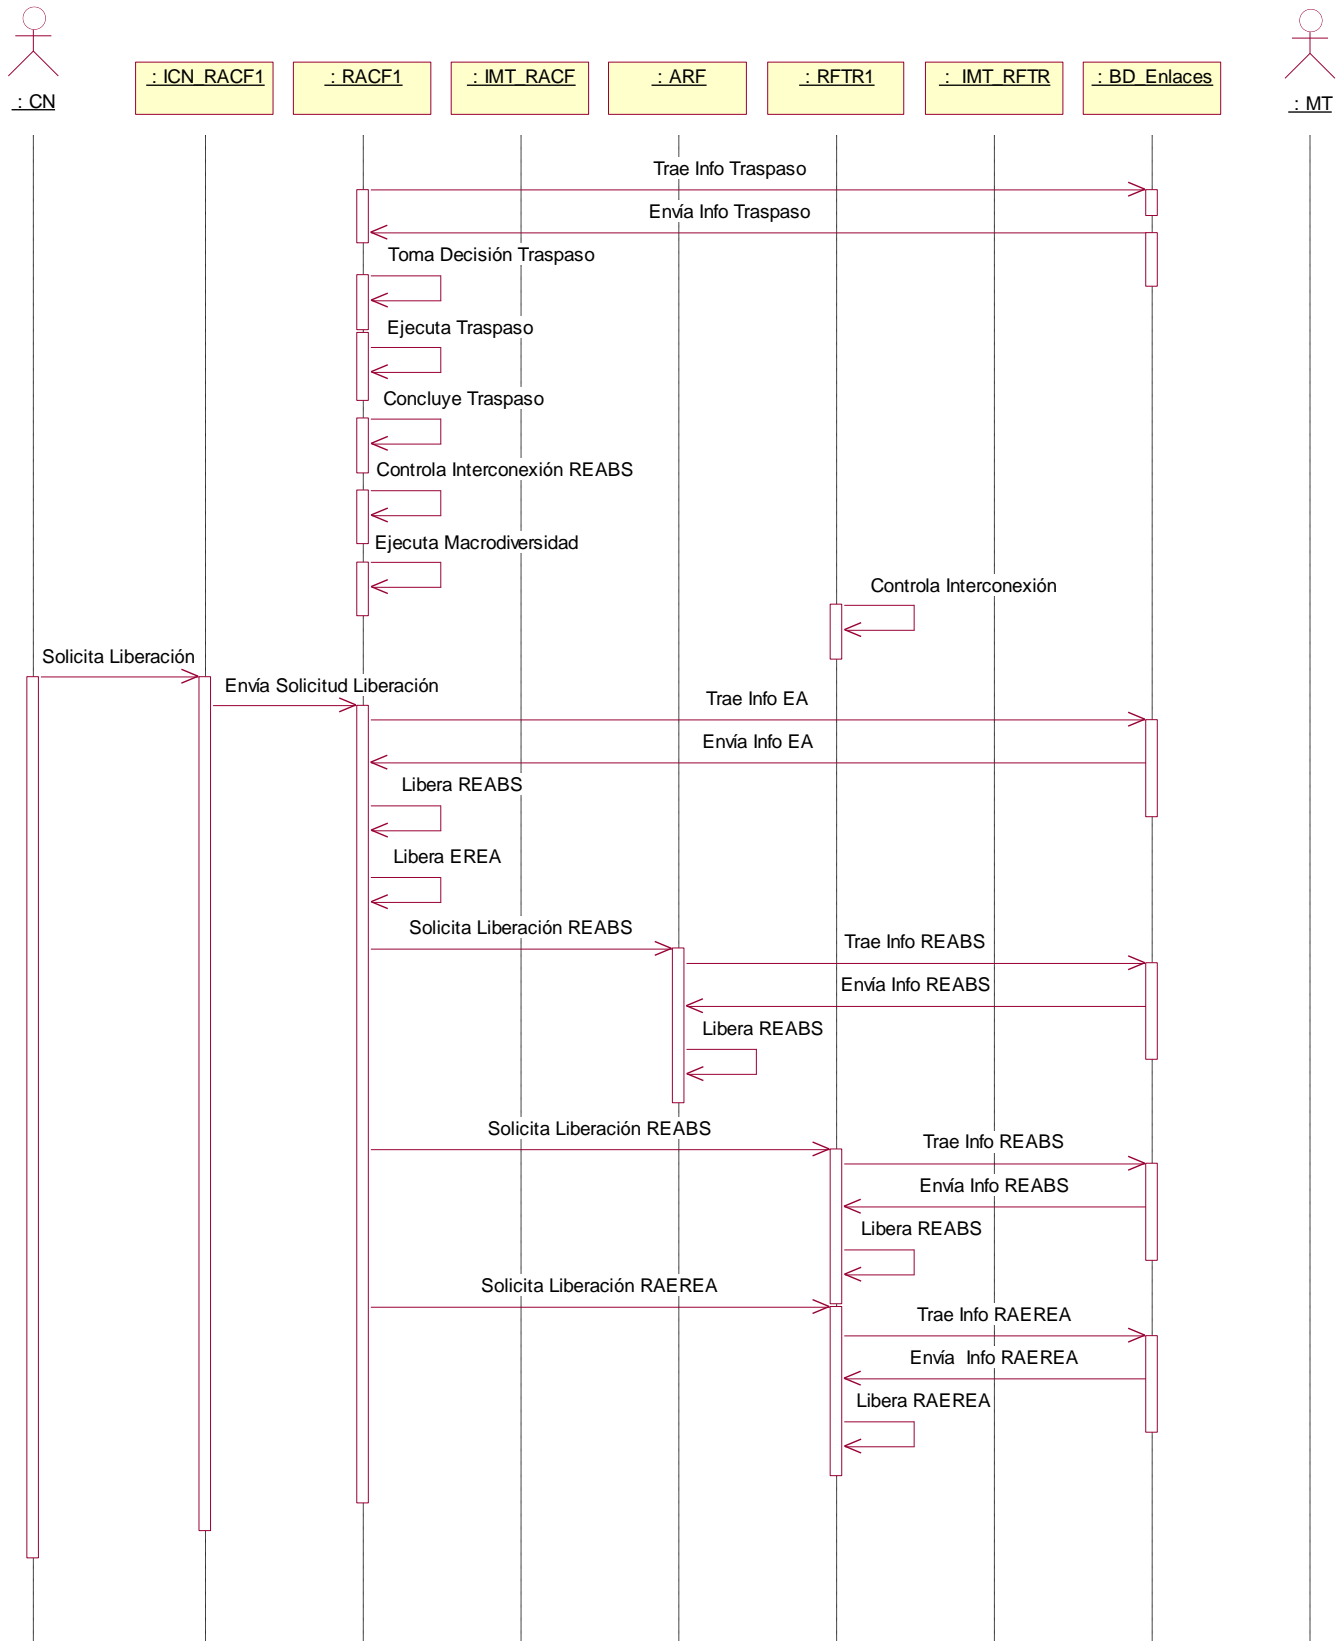 : CN
: ICN_RACF1
: RACF1
: IMT_RACF
: ARF
: RFTR1
: IMT_RFTR
: BD_Enlaces
: MT
Trae Info Traspaso
Envía Info Traspaso
Toma Decisión Traspaso
Ejecuta Traspaso
Concluye Traspaso
Controla Interconexión REABS
Ejecuta Macrodiversidad
Controla Interconexión
Solicita Liberación
Envía Solicitud Liberación
Trae Info EA
Envía Info EA
Libera REABS
Libera EREA
Solicita Liberación REABS
Trae Info REABS
Envía Info REABS
Libera REABS
Solicita Liberación REABS
Trae Info REABS
Envía Info REABS
Libera REABS
Solicita Liberación RAEREA
Trae Info RAEREA
Envía  Info RAEREA
Libera RAEREA